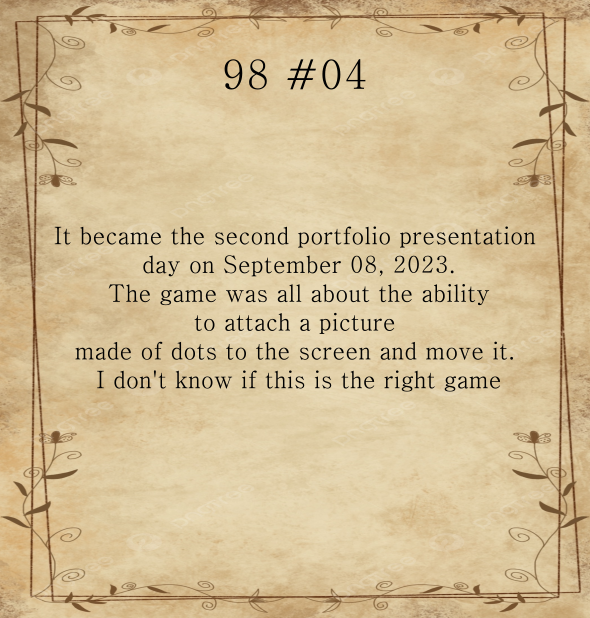 98 #04
It became the second portfolio presentation
day on September 08, 2023.
The game was all about the ability
to attach a picture
made of dots to the screen and move it.
I don't know if this is the right game